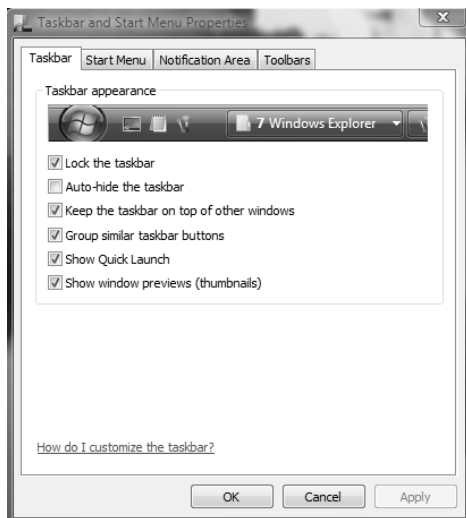 Taskbar and Start Menu Properties
Taskbar Start Menu Notification Area Toolbars
Taskbar appearance
7 Windows Explorer
Lock the taskbar
Auto-hide the taskbar
Keep the taskbar on top of other windows
Group similar taskbar buttons
Show Quick Launch
Show window previews (thumbnails)
How do I customize the taskbar?
OK Cancel Apply